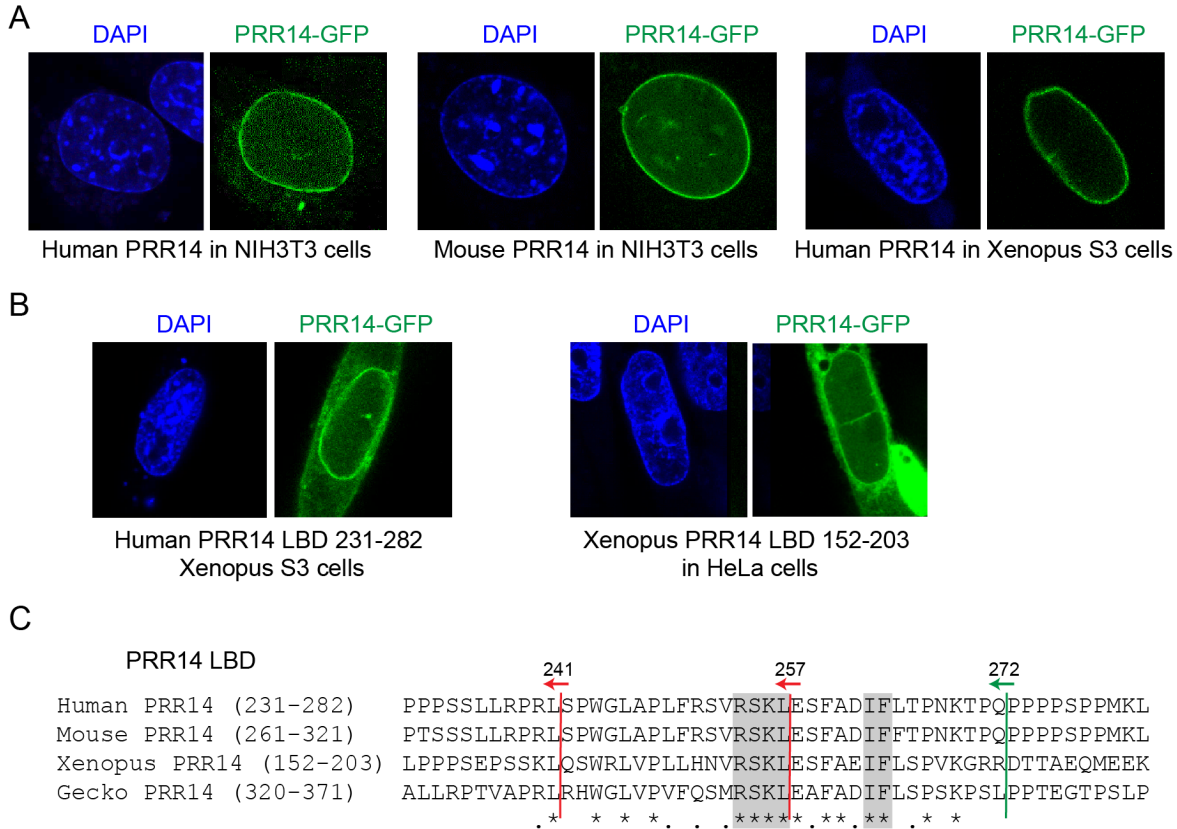 A
DAPI PRR14-GFP DAPI PRR14-GFP DAPI PRR14-GFP
Human PRR14 in NIH3T3 cells Mouse PRR14 in NIH3T3 cells Human PRR14 in Xenopus S3 cells
B
DAPI PRR14-GFP DAPI PRR14-GFP
Human PRR14 LBD 231-282 Xenopus PRR14 LBD 152-203
Xenopus S3 cells in HeLa cells
C
PRR14 LBD 241 257 272
Human PRR14 (231-282) PPPSSLLRPRLSPWGLAPLFRSVRSKLESFADIFLTPNKTPQPPPPSPPMKL
Mouse PRR14 (261-321) PTSSSLLRPRLSPWGLAPLFRSVRSKLESFADIFFTPNKTPQPPPPSPPMKL
Xenopus PRR14 (152-203) LPPPSEPSSKLQSWRLVPLLHNVRSKLESFAEIFLSPVKGRRDTTAEQMEEK
Gecko PRR14 (320-371) ALLRPTVAPRLRHWGLVPVFQSMRSKLEAFADIFLSPSKPSLPPTEGTPSLP
.* * * *. . .*****.**.**.. * *